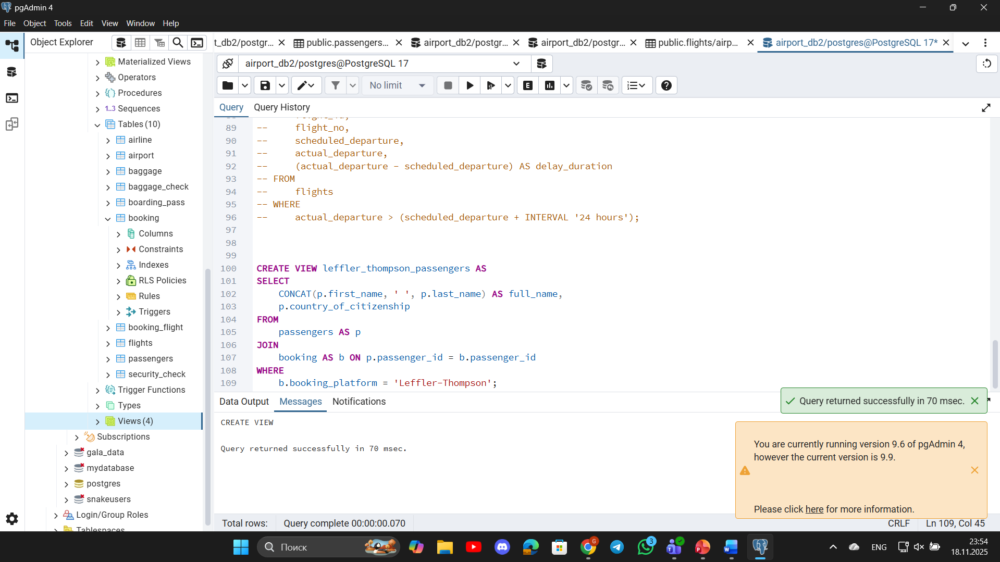 pgAdmin 4
File Object Tools Edit View Window Help
Object Explorer
t_db2/postgr...
public.passengers...
airport_db2/postgr...
airport_db2/postgr...
public.flights/airp...
airport_db2/postgres@PostgreSQL 17*
airport_db2/postgres@PostgreSQL 17
No limit
E
Query
Query History
Materialized Views
Operators
Procedures
1..3 Sequences
Tables (10)
airline
airport
baggage
baggage_check
boarding_pass
booking
Columns
Constraints
Indexes
RLS Policies
Rules
Triggers
booking_flight
flights
passengers
security_check
Trigger Functions
Types
Views (4)
Subscriptions
gala_data
mydatabase
postgres
snakeusers
Login/Group Roles
Tablespaces
89 -- flight_no,
90 -- scheduled_departure,
91 -- actual_departure,
92 -- (actual_departure - scheduled_departure) AS delay_duration
93 -- FROM
94 -- flights
95 -- WHERE
96 -- actual_departure > (scheduled_departure + INTERVAL '24 hours');
97
98
99
100 CREATE VIEW leffler_thompson_passengers AS
101 SELECT
102 CONCAT(p.first_name, ' ', p.last_name) AS full_name,
103 p.country_of_citizenship
104 FROM
105 passengers AS p
106 JOIN
107 booking AS b ON p.passenger_id = b.passenger_id
108 WHERE
109 b.booking_platform = 'Leffler-Thompson';
Data Output
Messages
Notifications
Query returned successfully in 70 msec.
CREATE VIEW
Query returned successfully in 70 msec.
You are currently running version 9.6 of pgAdmin 4,
however the current version is 9.9.
Please click here for more information.
Total rows:
Query complete 00:00:00.070
CRLF
Ln 109, Col 45
Поиск
G
3
P
W
ENG
23:54
18.11.2025